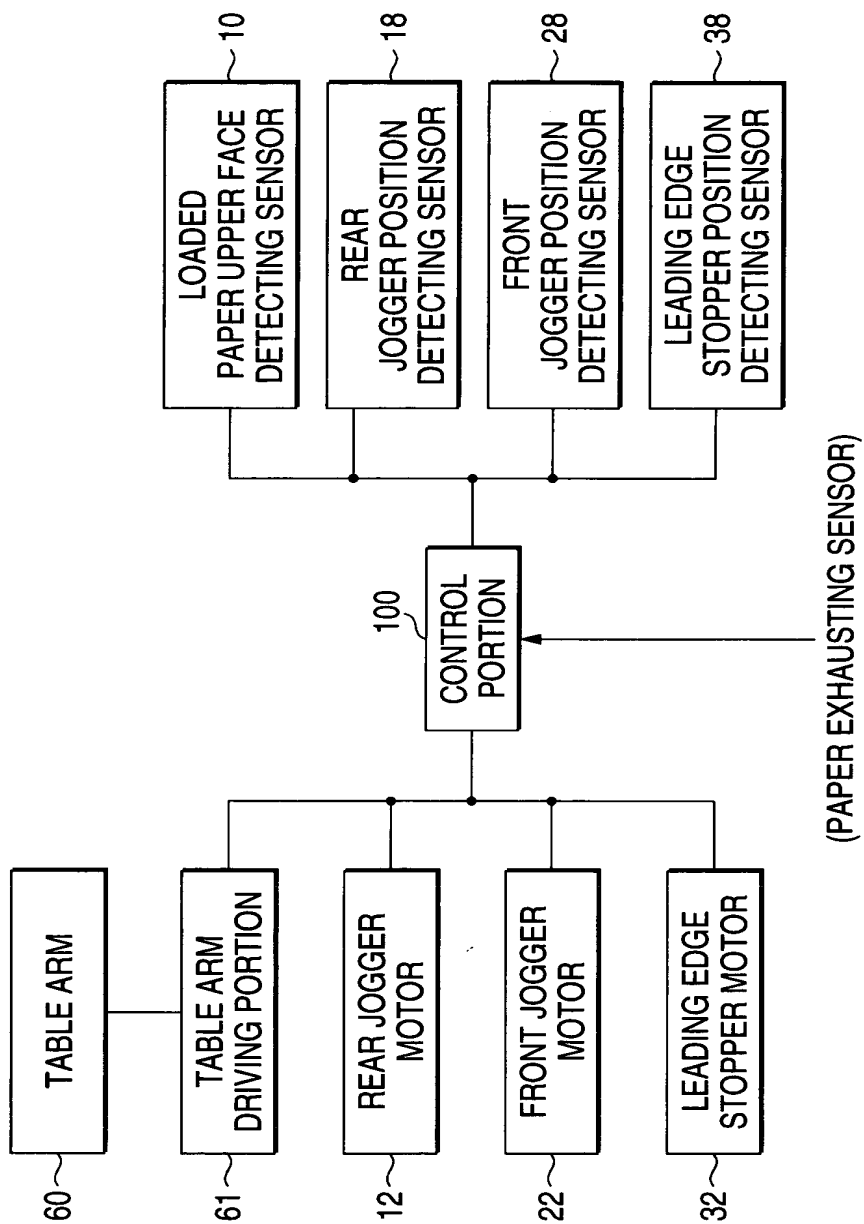 60
TABLE ARM
61
TABLE ARM
DRIVING PORTION
12
REAR JOGGER
MOTOR
22
FRONT JOGGER
MOTOR
32
LEADING EDGE
STOPPER MOTOR
100
CONTROL
PORTION
(PAPER EXHAUSTING SENSOR)
LOADED
PAPER UPPER FACE
DETECTING SENSOR
10
REAR
JOGGER POSITION
DETECTING SENSOR
18
FRONT
JOGGER POSITION
DETECTING SENSOR
28
LEADING EDGE
STOPPER POSITION
DETECTING SENSOR
38